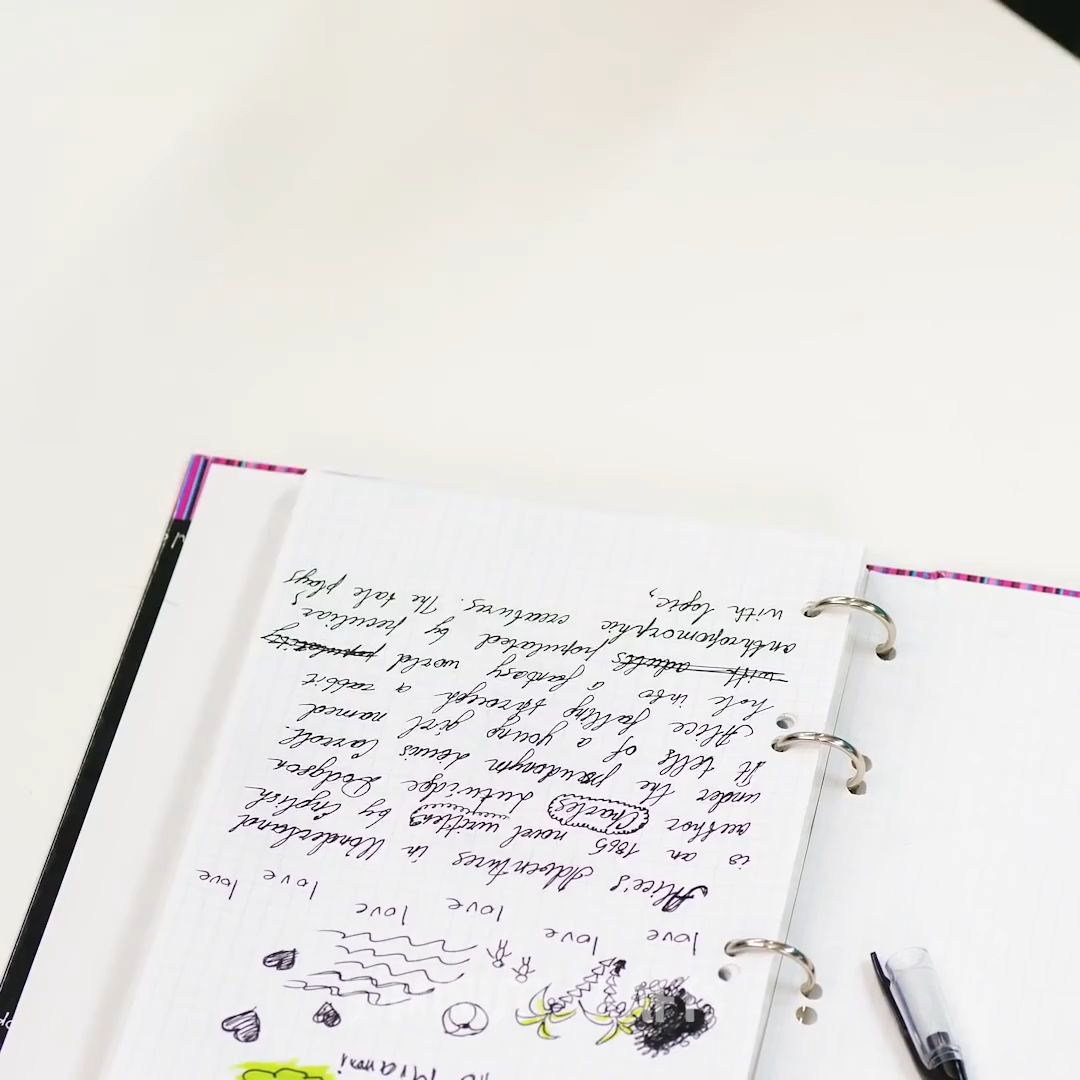 Miami
love love love love love love
Alice's Adventures in Wonderland
is an 1865 novel written by English
author Charles Lutwidge Dodgson
under the pseudonym Lewis Carroll.
It tells of a young girl named
Alice falling through a rabbit
hole into a fantasy world
populated by peculiar
anthropomorphic creatures. The tale plays
with logic,